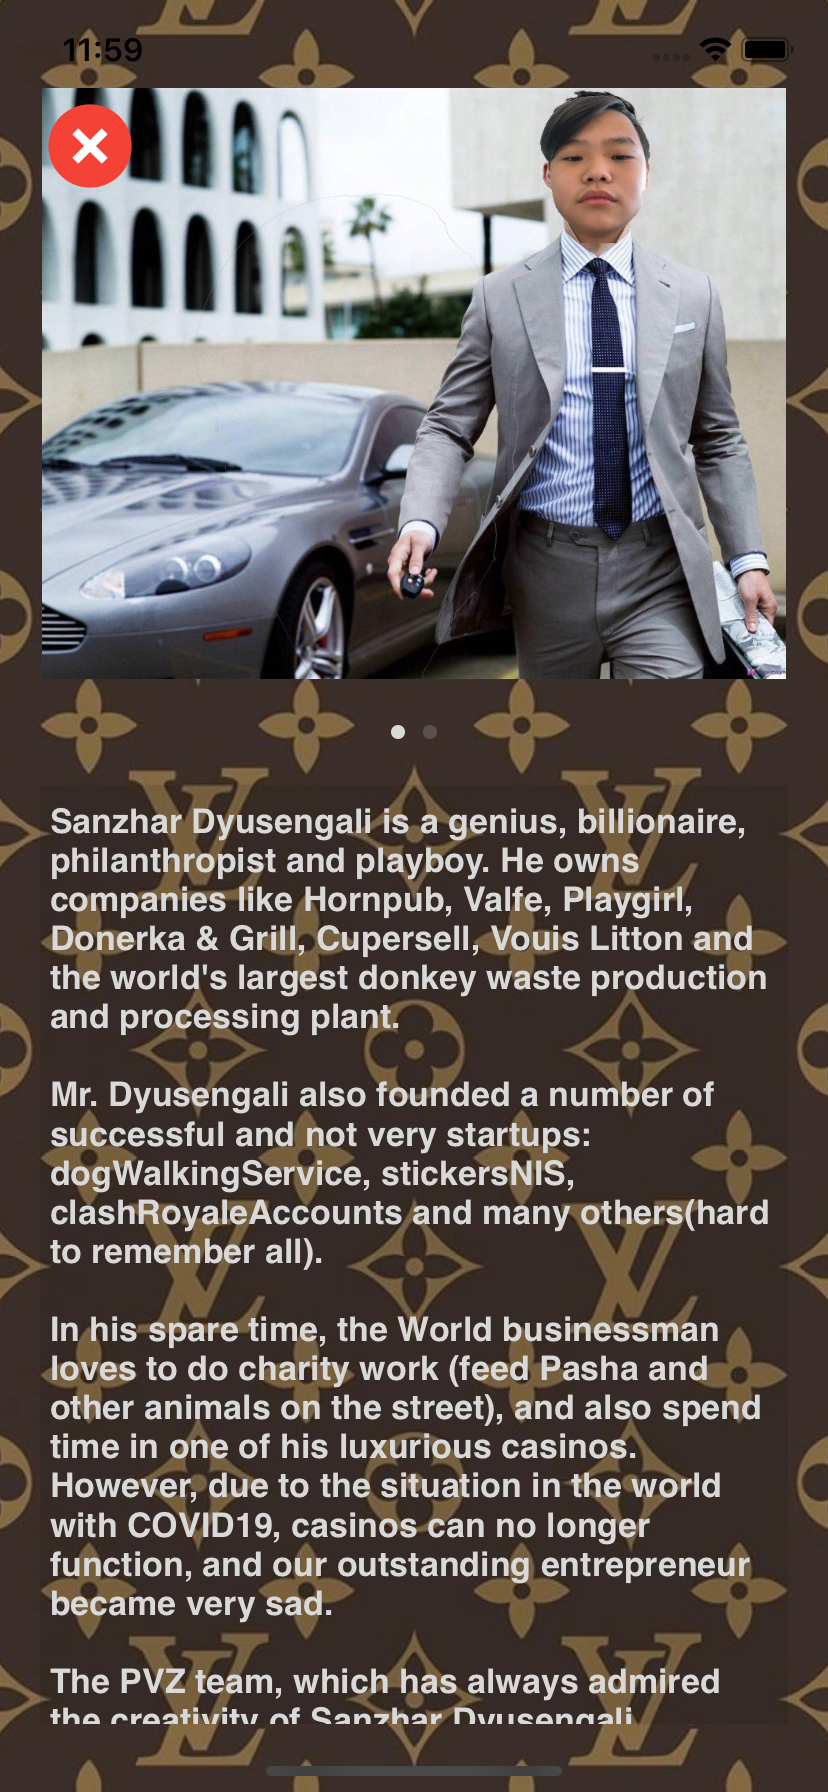 11:59
Sanzhar Dyusengali is a genius, billionaire,
philanthropist and playboy. He owns
companies like Hornpub, Valfe, Playgirl,
Donerka & Grill, Cupersell, Vouis Litton and
the world's largest donkey waste production
and processing plant.
Mr. Dyusengali also founded a number of
successful and not very startups:
dogWalkingService, stickersNIS,
clashRoyaleAccounts and many others(hard
to remember all).
In his spare time, the World businessman
loves to do charity work (feed Pasha and
other animals on the street), and also spend
time in one of his luxurious casinos.
However, due to the situation in the world
with COVID19, casinos can no longer
function, and our outstanding entrepreneur
became very sad.
The PVZ team, which has always admired
the creativity of Sanzhar Dyusengali